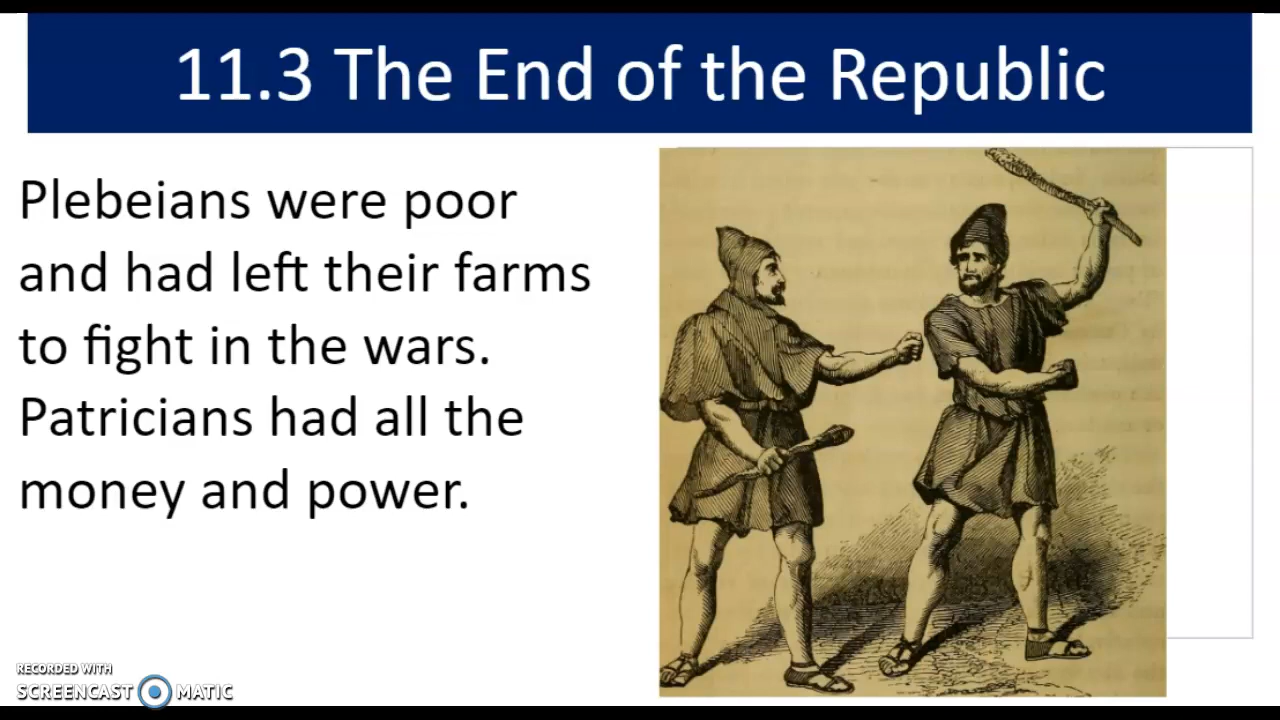 11.3 The End of the Republic
Plebeians were poor
and had left their farms
to fight in the wars.
Patricians had all the
money and power.
RECORDED WITH
SCREENCAST MATIC